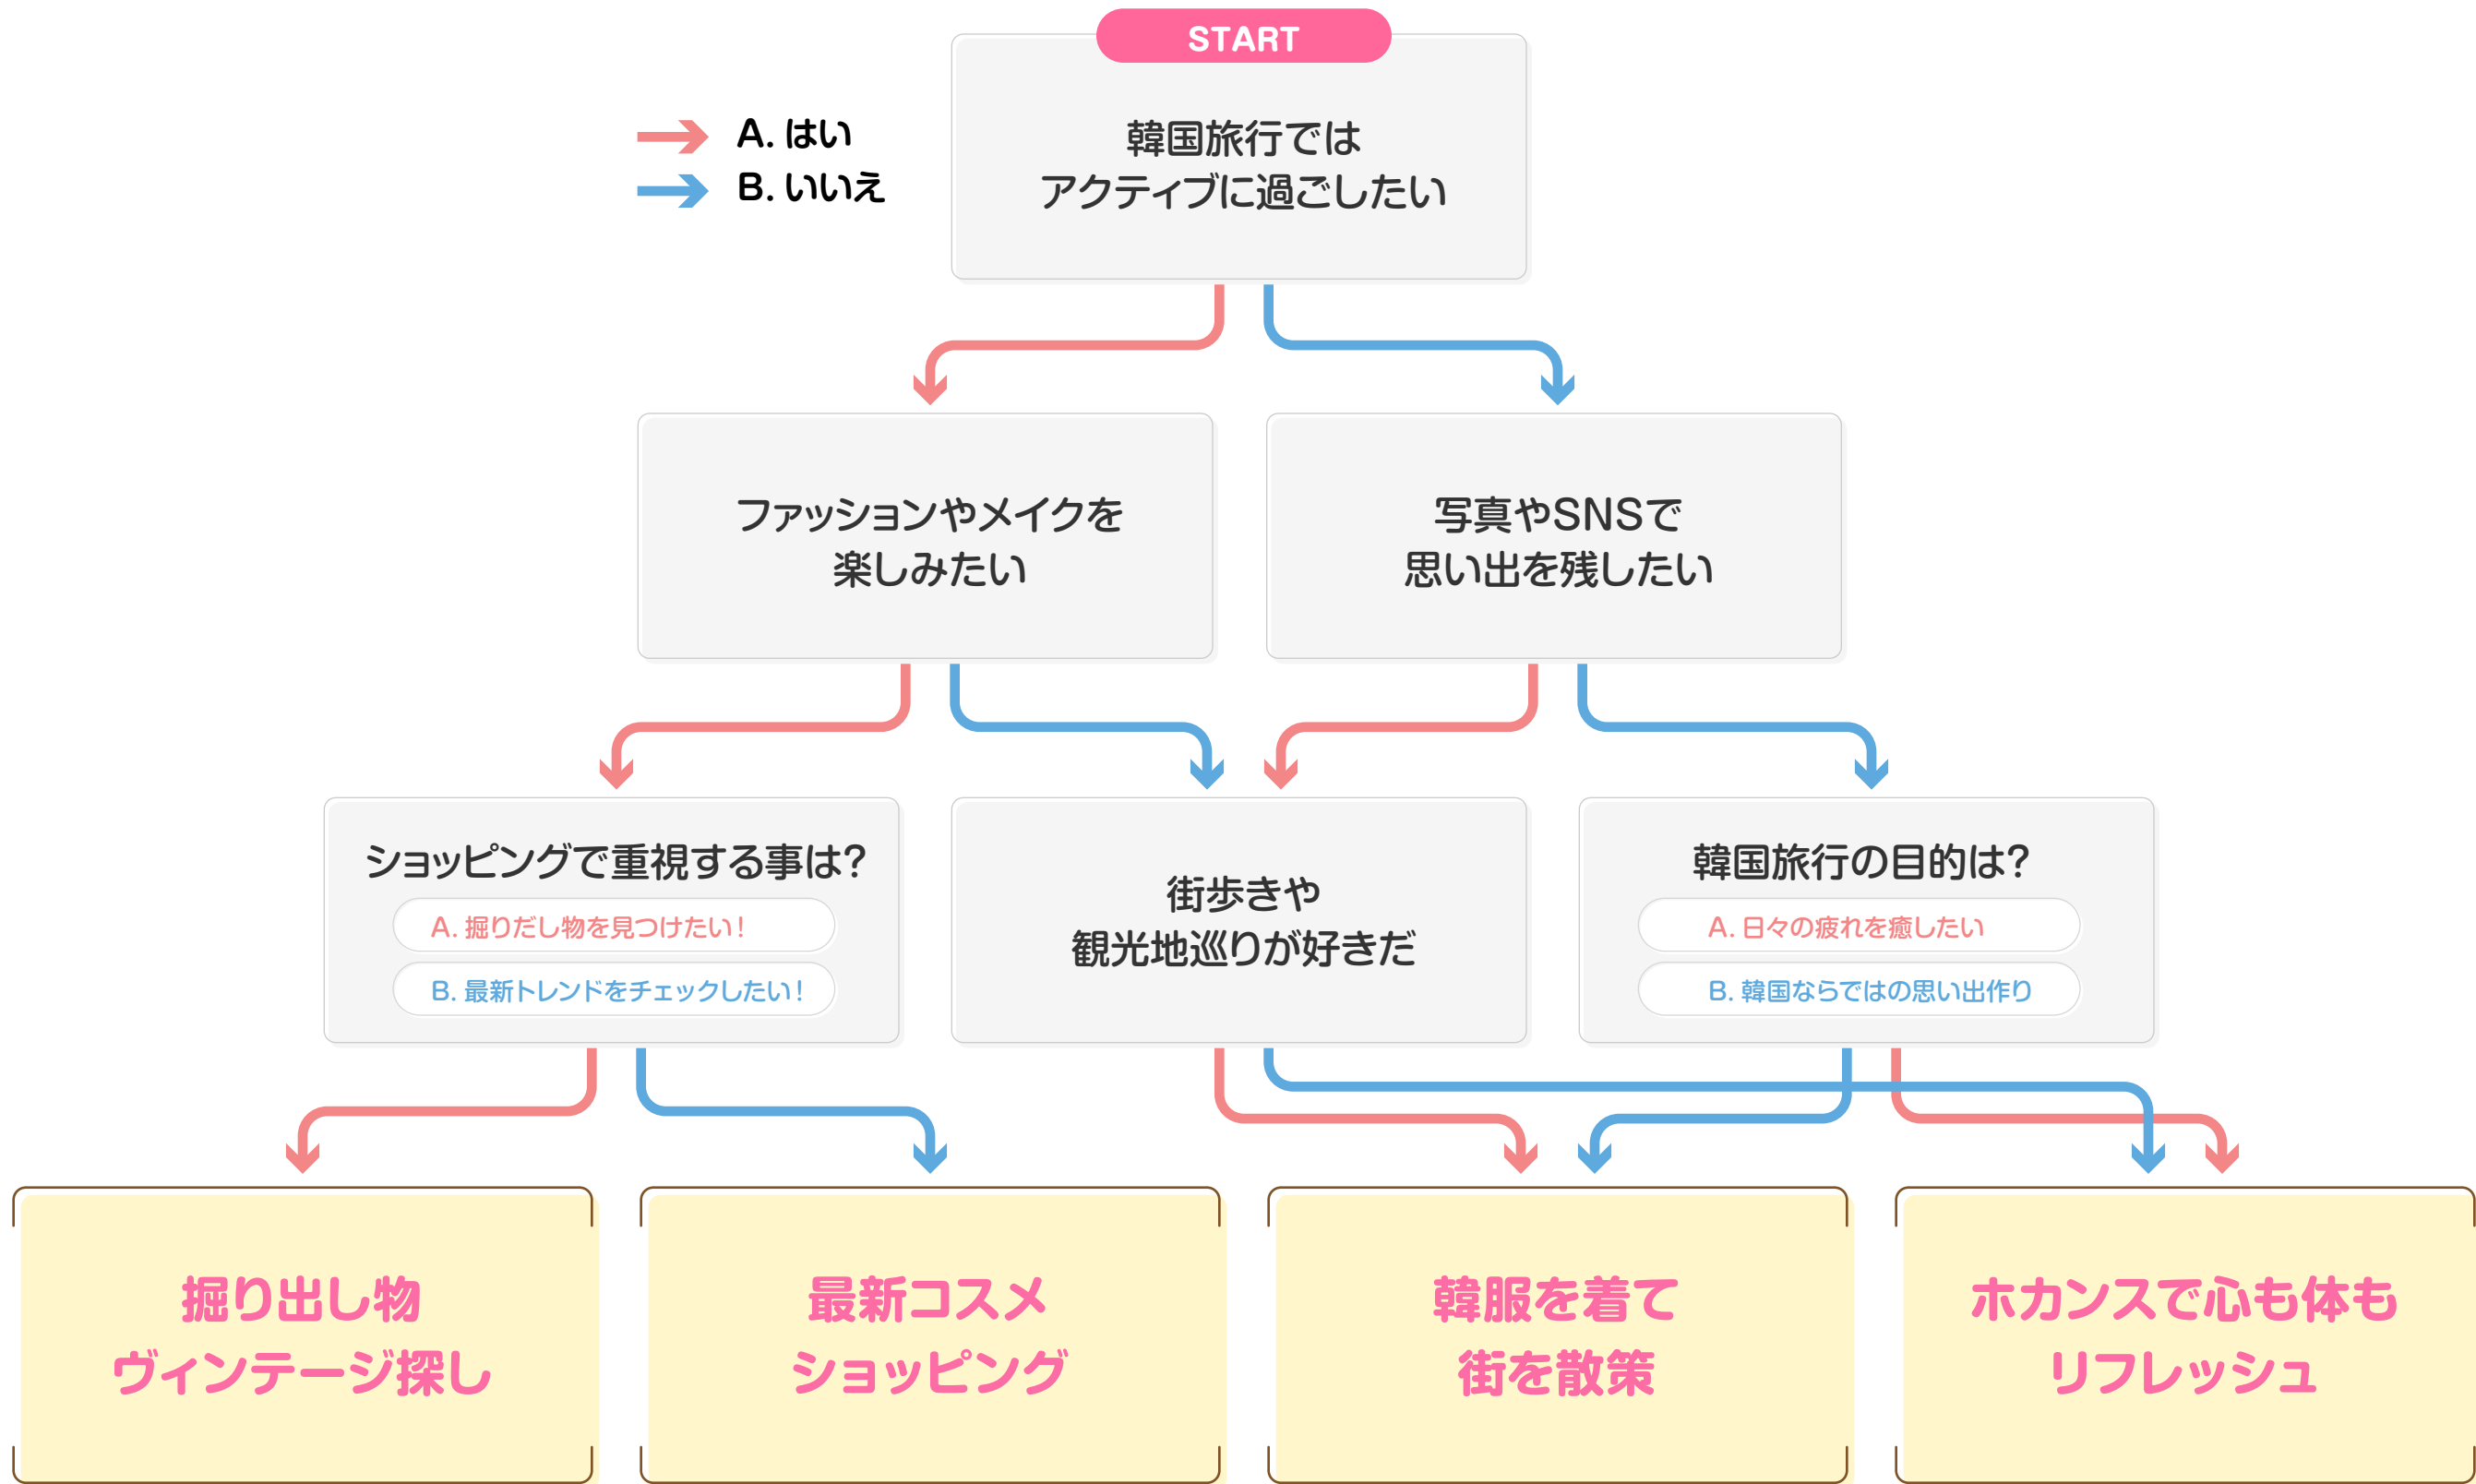 START
A. はい
B. いいえ
韓国旅行では
アクティブに過ごしたい
ファッションやメイクを
楽しみたい
写真やSNSで
思い出を残したい
ショッピングで重視する事は?
A. 掘りだし物を見つけたい!
B. 最新トレンドをチェックしたい!
街歩きや
観光地巡りが好きだ
韓国旅行の目的は?
A. 日々の疲れを癒したい
B. 韓国ならではの思い出作り
掘り出し物
ヴィンテージ探し
最新コスメ
ショッピング
韓服を着て
街を散策
ホカンスで心も体も
リフレッシュ